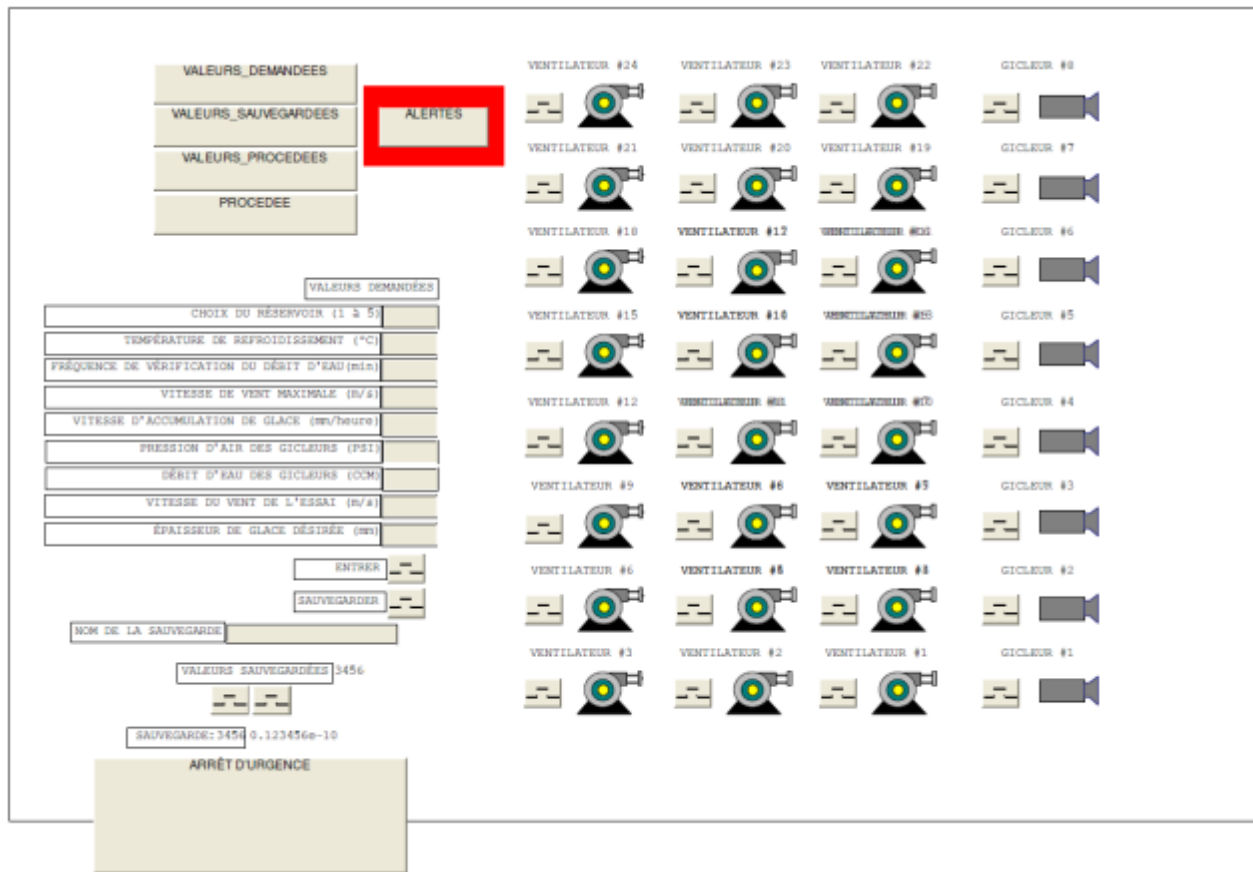 VALEURS_DEMANDEES
VALEURS_SAUVEGARDEES
ALERTES
VALEURS_PROCEDEES
PROCEDEE
VALEURS DEMANDÉES
CHOIX DU RÉSERVOIR (1 à 5)
TEMPÉRATURE DE REFROIDISSEMENT (°C)
FRÉQUENCE DE VÉRIFICATION DU DÉBIT D'EAU(min)
VITESSE DE VENT MAXIMALE (m/s)
VITESSE D'ACCUMULATION DE GLACE (mm/heure)
PRESSION D'AIR DES GICLEURS (PSI)
DÉBIT D'EAU DES GICLEURS (CCM)
VITESSE DU VENT DE L'ESSAI (m/s)
ÉPAISSEUR DE GLACE DÉSIRÉE (mm)
ENTRER
SAUVEGARDER
NOM DE LA SAUVEGARDE
VALEURS SAUVEGARDÉES 3456
SAUVEGARDE:3456 0.123456e-10
ARRÊT D'URGENCE
VENTILATEUR #24 VENTILATEUR #23 VENTILATEUR #22 GICLEUR #8
VENTILATEUR #21 VENTILATEUR #20 VENTILATEUR #19 GICLEUR #7
VENTILATEUR #18 VENTILATEUR #17 VENTILATEUR GICLEUR #6
VENTILATEUR #15 VENTILATEUR VENTILATEUR GICLEUR #5
VENTILATEUR #12 VENTILATEUR VENTILATEUR GICLEUR #4
VENTILATEUR #9 VENTILATEUR VENTILATEUR GICLEUR #3
VENTILATEUR #6 VENTILATEUR VENTILATEUR GICLEUR #2
VENTILATEUR #3 VENTILATEUR #2 VENTILATEUR #1 GICLEUR #1